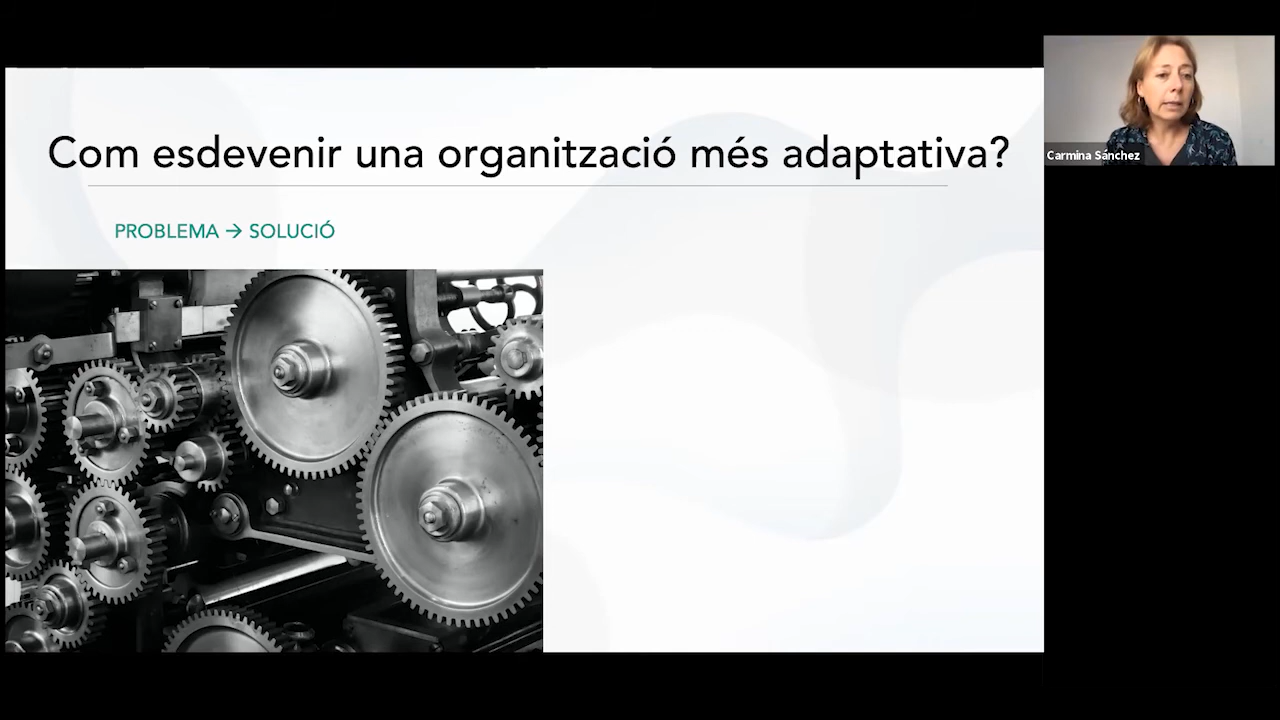 Com esdevenir una organització més adaptativa?
PROBLEMA → SOLUCIÓ
Carmina Sánchez